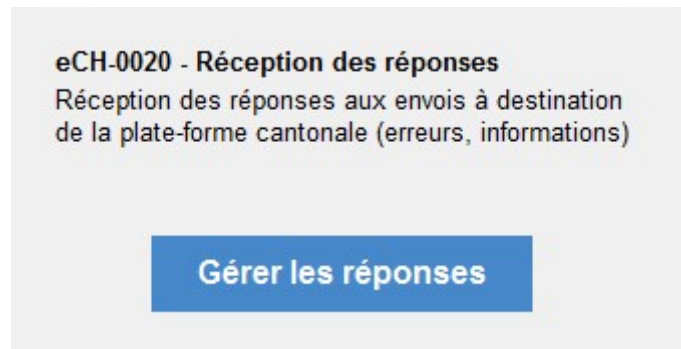 eCH-0020 - Réception des réponses
Réception des réponses aux envois à destination
de la plate-forme cantonale (erreurs, informations)
Gérer les réponses